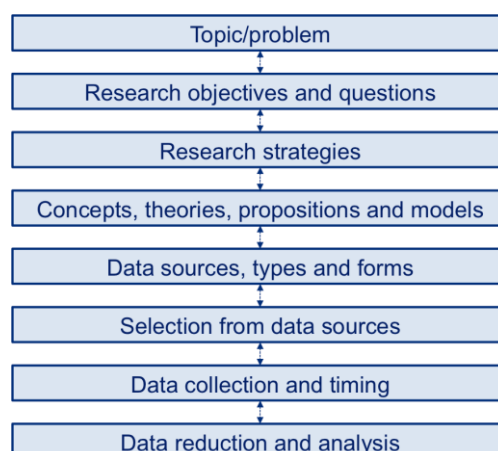 Topic/problem
Research objectives and questions
Research strategies
Concepts, theories, propositions and models
Data sources, types and forms
Selection from data sources
Data collection and timing
Data reduction and analysis